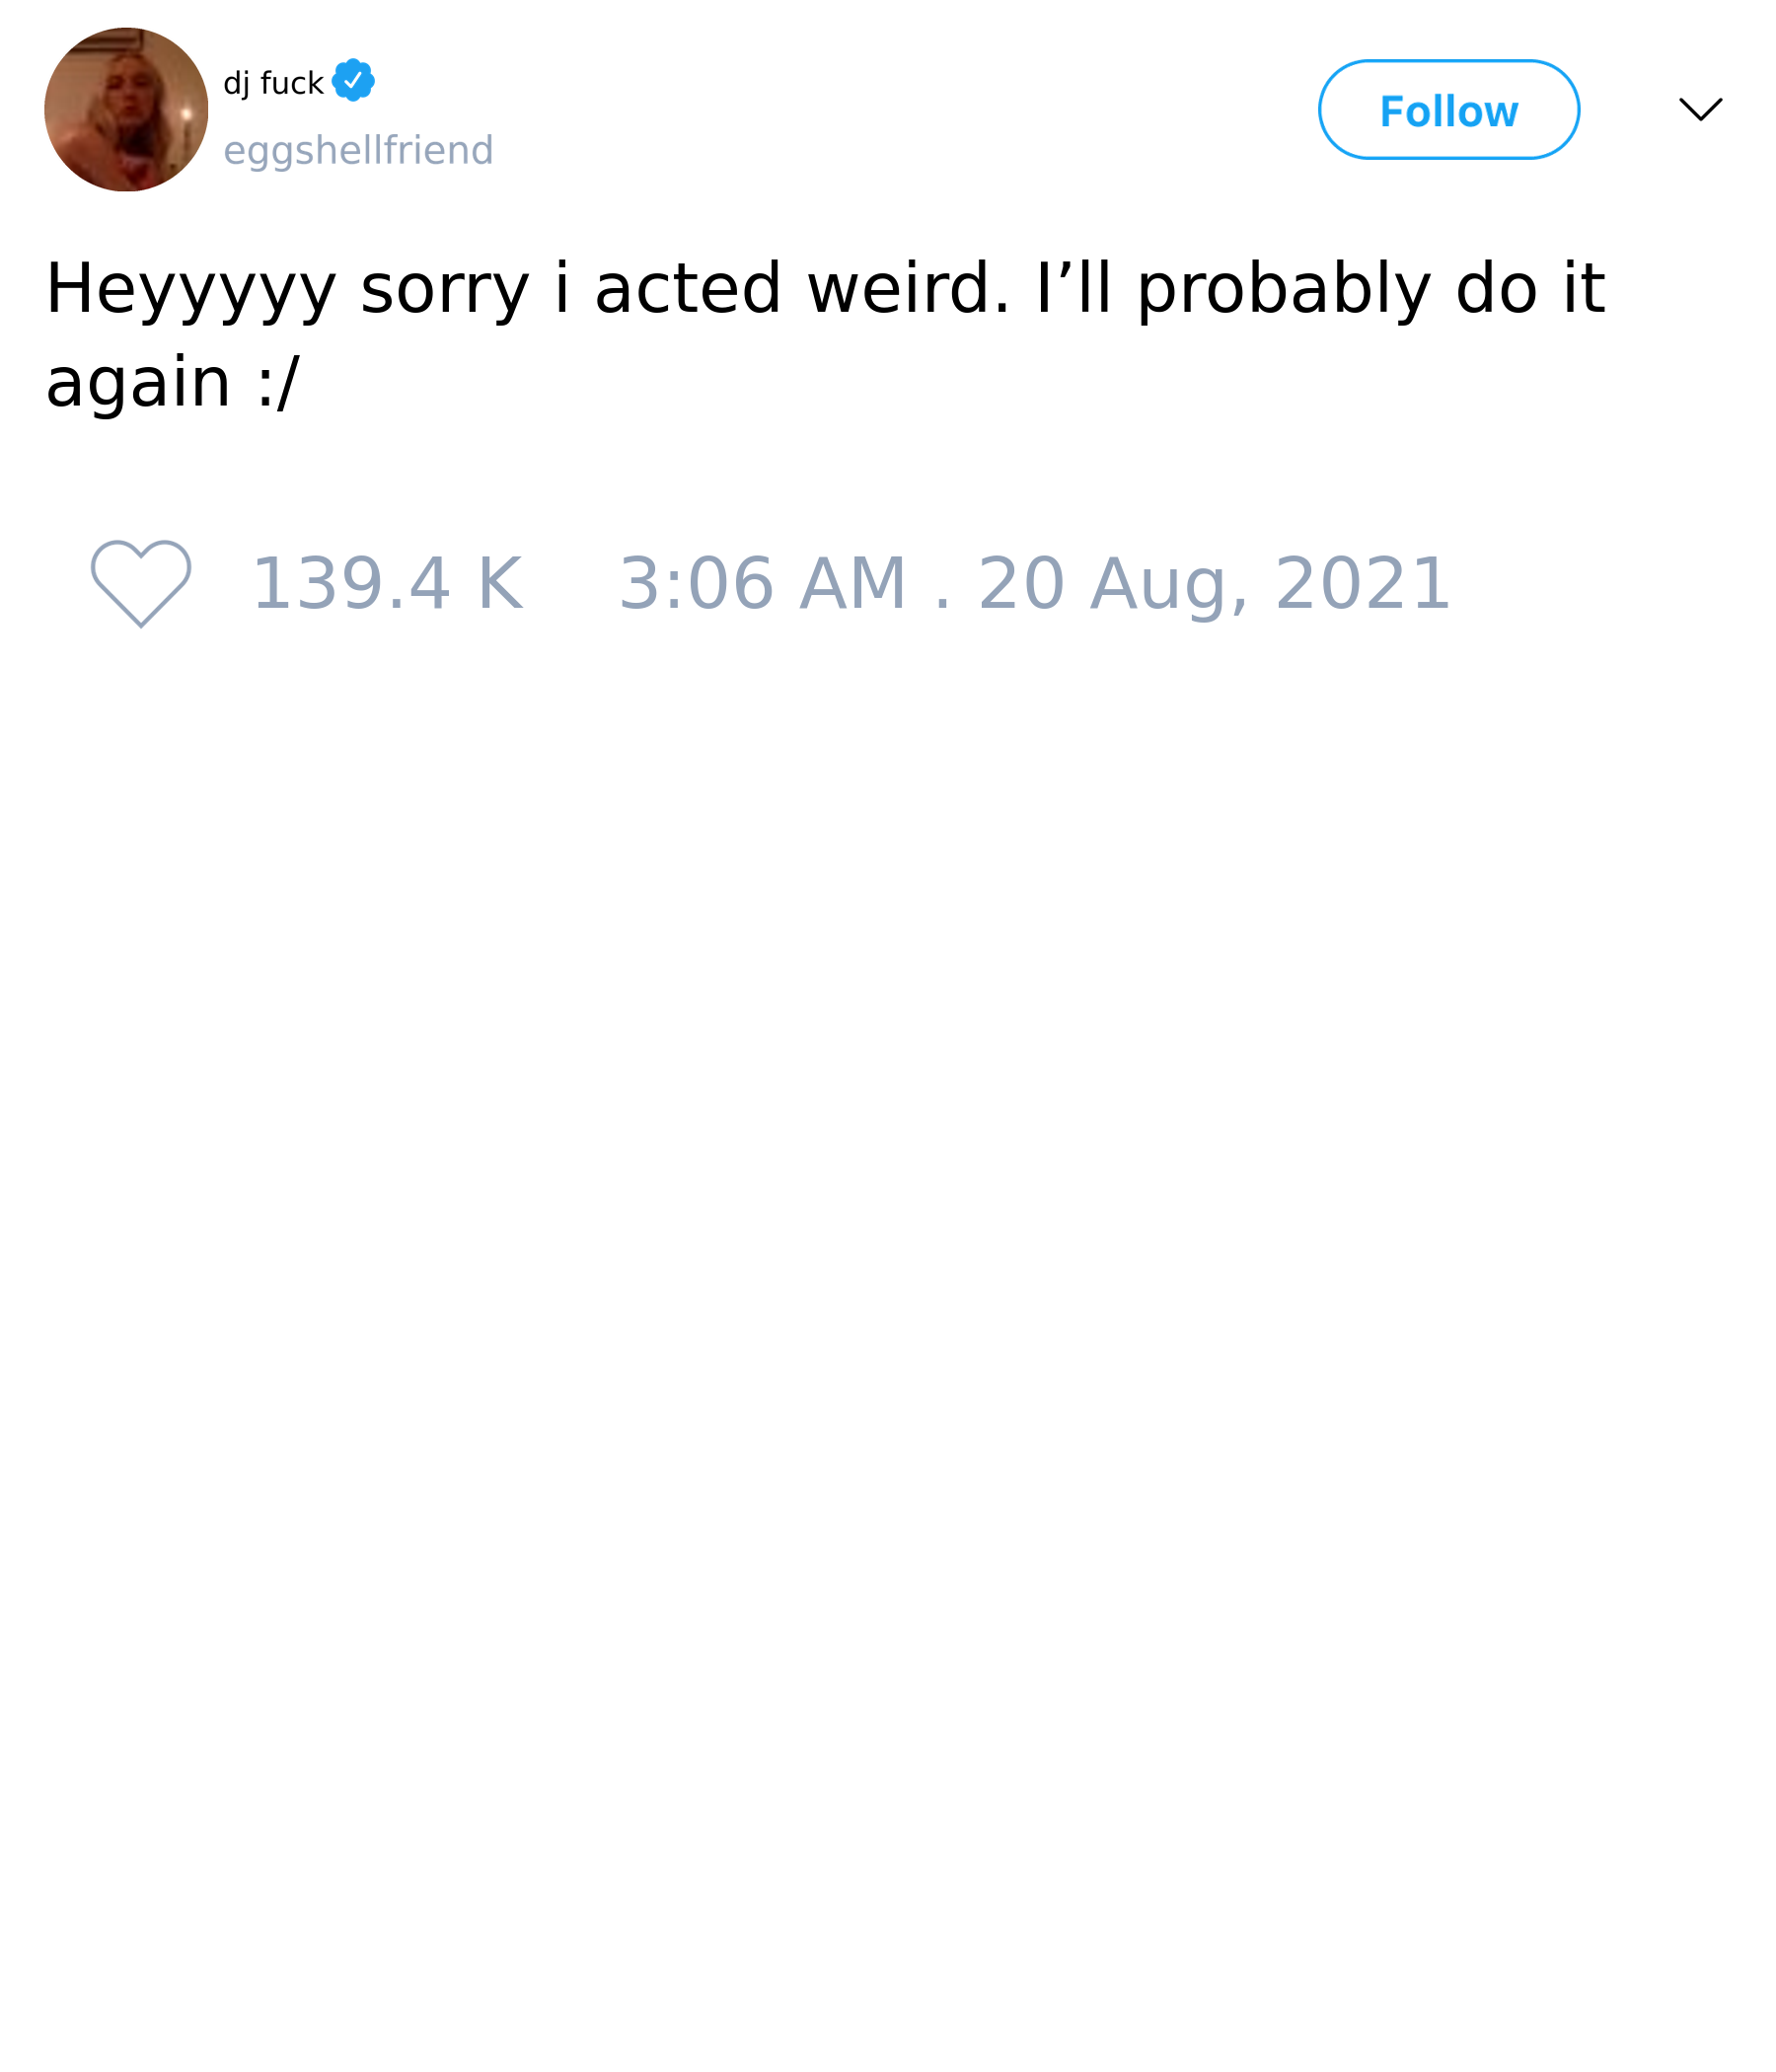 dj fuck
eggshellfriend
Follow
Heyyyyy sorry i acted weird. I’ll probably do it
again :/
139.4 K 3:06 AM . 20 Aug, 2021